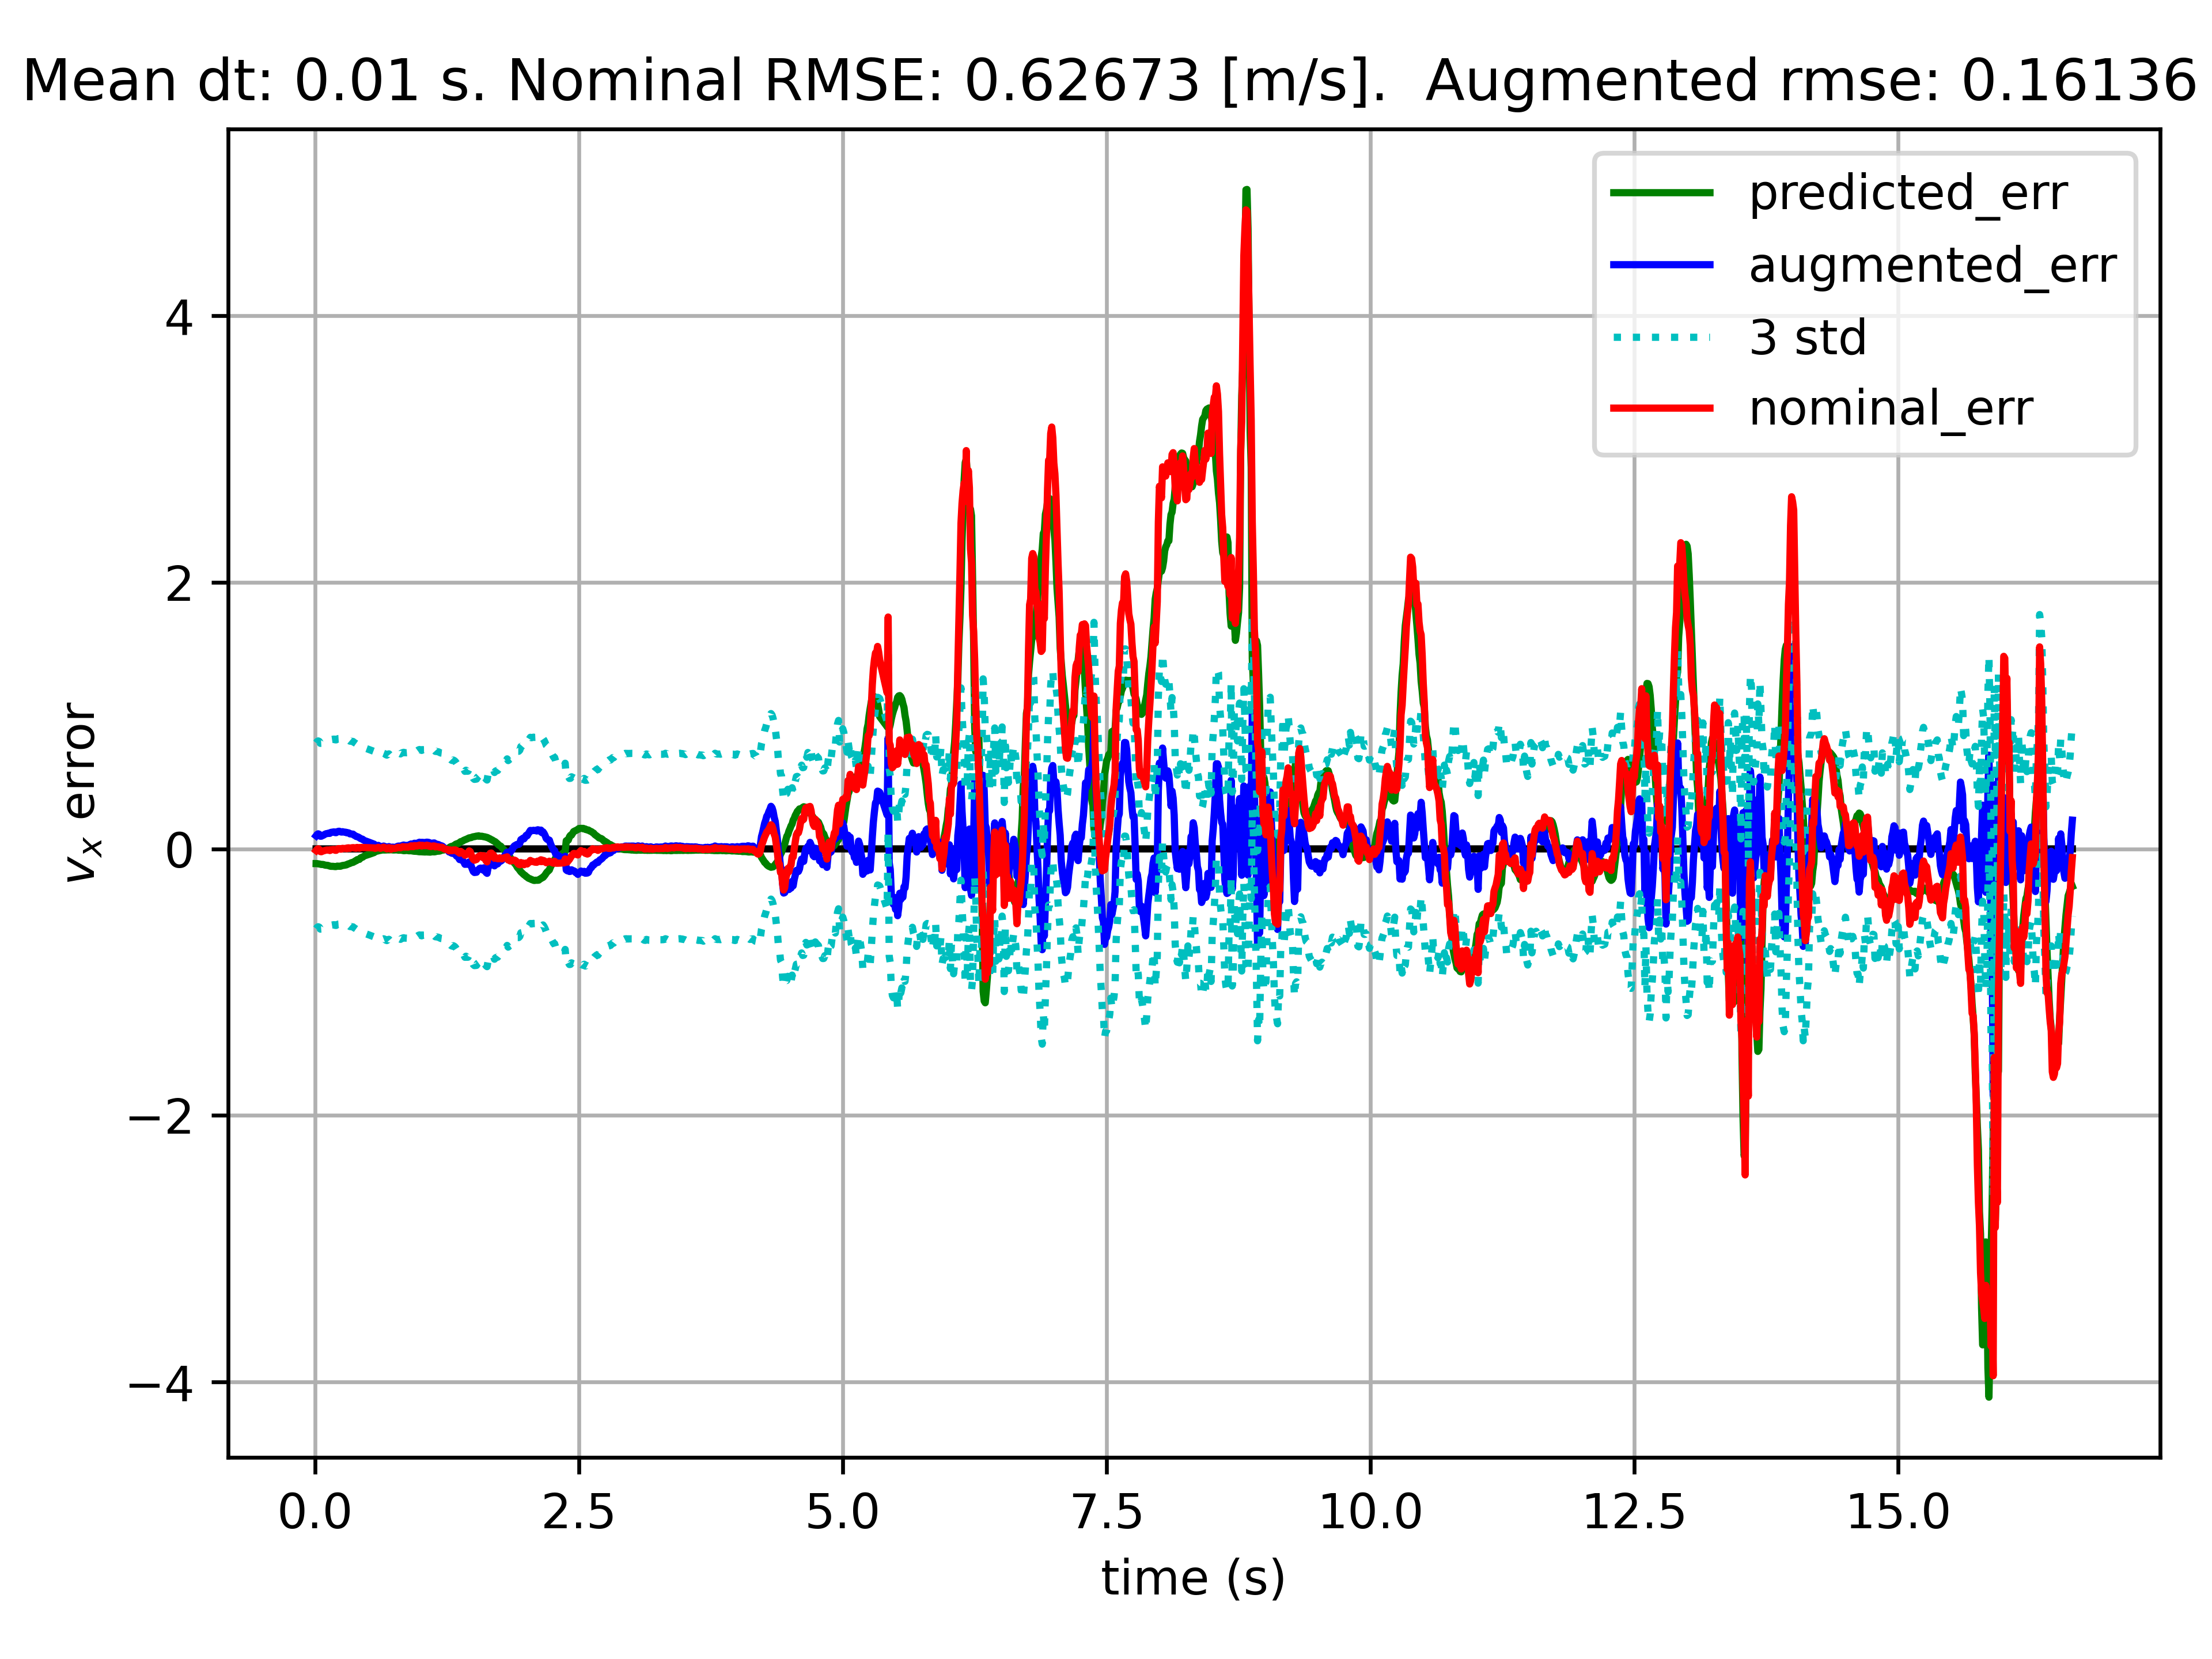 Mean dt: 0.01 s. Nominal RMSE: 0.62673 [m/s].  Augmented rmse: 0.16136
predicted_err
augmented_err
3 std
nominal_err
4
2
0
−2
−4
vx error
0.0 2.5 5.0 7.5 10.0 12.5 15.0
time (s)